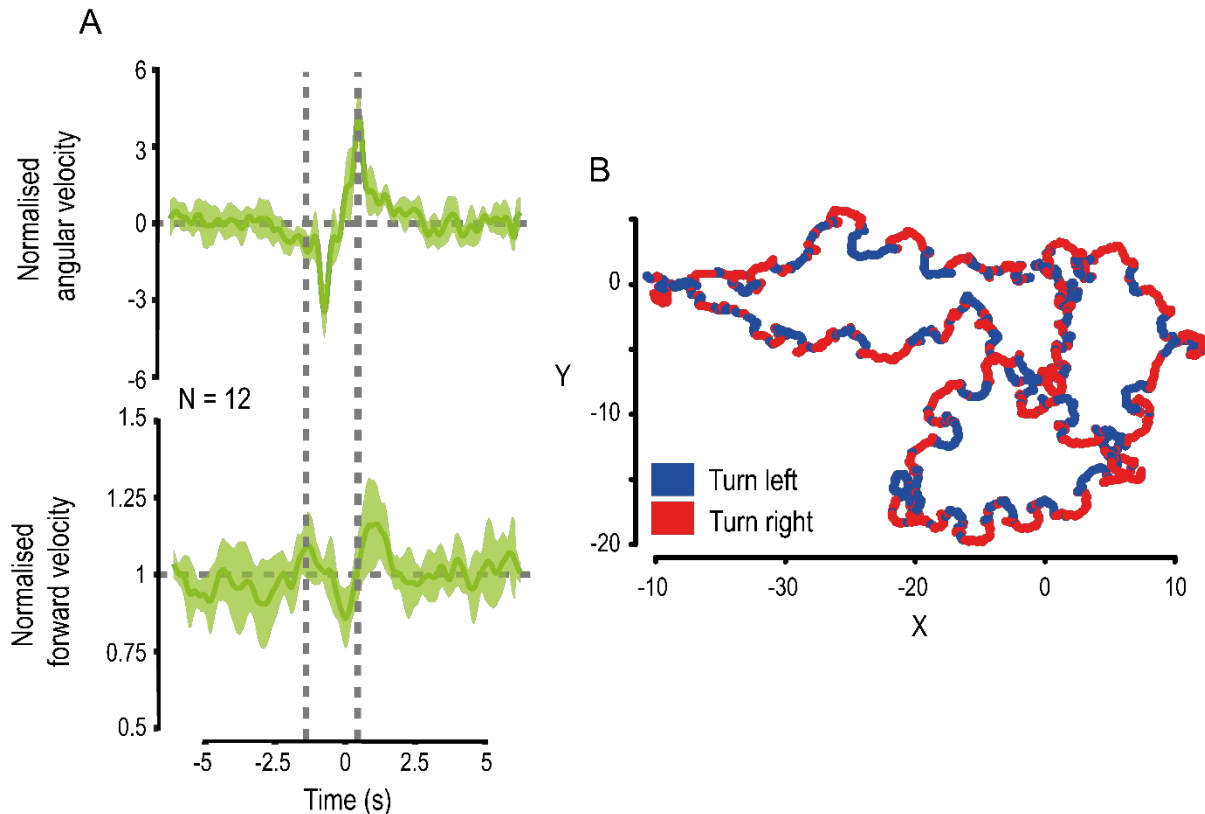 A
6
3
0
-3
-6
Normalised
angular velocity
N = 12
1.5
1.25
1
0.75
0.5
Normalised
forward velocity
-5
-2.5
0
2.5
5
Time (s)
B
0
-10
-20
Y
Turn left
Turn right
-10
-30
-20
0
10
X